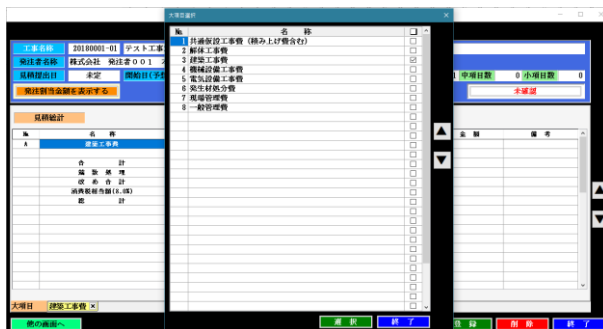 大項目選択
工事名称 20180001-01 テスト工事
発注者名称 株式会社 発注者001
見積提出日 未定 開始日(予
中項目数 0 小項目数 0
発注割当金額を表示する 未確認
見積総計
№ 名 称 金 額 備 考
A 建築工事費
合 計
端 数 処 理
改 め 合 計
消費税相当額(8.0%)
総 計
№ 名 称
1 共通仮設工事費 (積み上げ費含む)
2 解体工事費
3 建築工事費
4 機械設備工事費
5 電気設備工事費
6 発生材処分費
7 現場管理費
8 一般管理費
大項目 建築工事費
他の画面へ 選 択 終 了 登 録 削 除 終 了